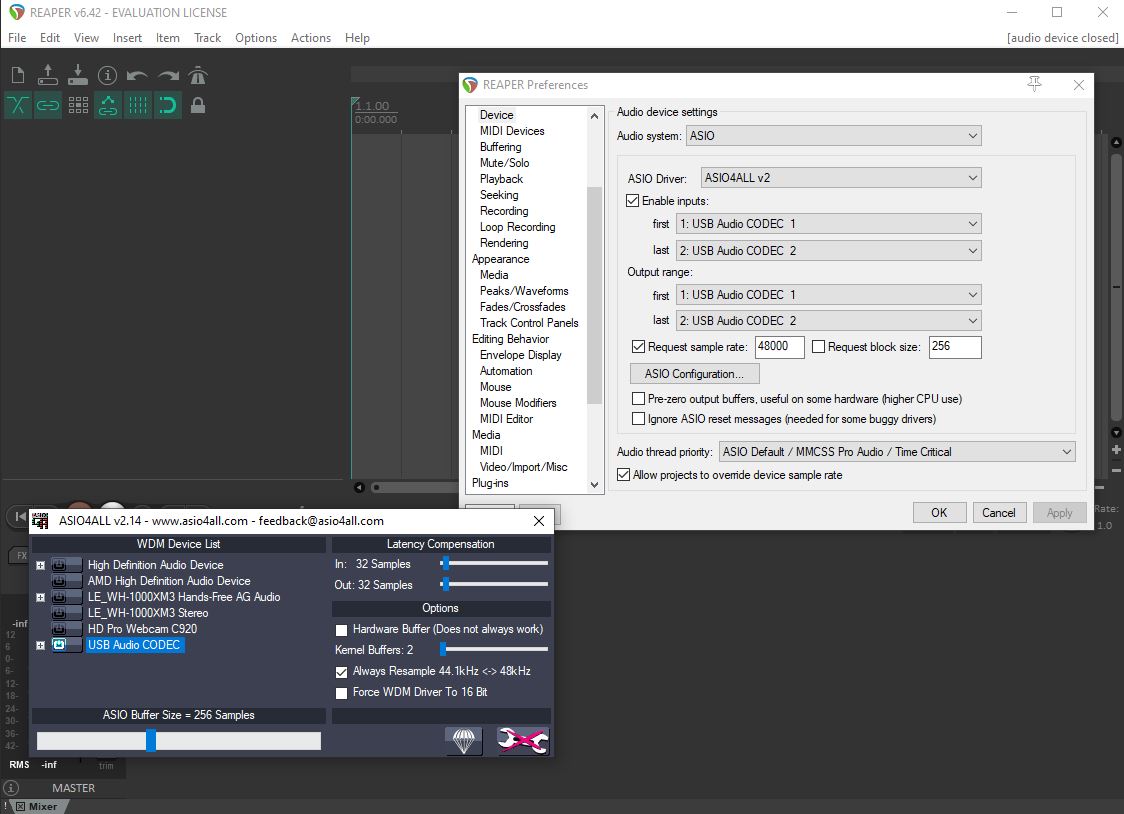 REAPER v6.42 - EVALUATION LICENSE
File Edit View Insert Item Track Options Actions Help [audio device closed]
1.1.00
0:00.000
REAPER Preferences
Device
MIDI Devices
Buffering
Mute/Solo
Playback
Seeking
Recording
Loop Recording
Rendering
Appearance
Media
Peaks/Waveforms
Fades/Crossfades
Track Control Panels
Editing Behavior
Envelope Display
Automation
Mouse
Mouse Modifiers
MIDI Editor
Media
MIDI
Video/Import/Misc
Plug-ins
Audio device settings
Audio system: ASIO
ASIO Driver: ASIO4ALL v2
Enable inputs:
first 1: USB Audio CODEC 1
last 2: USB Audio CODEC 2
Output range:
first 1: USB Audio CODEC 1
last 2: USB Audio CODEC 2
Request sample rate: 48000 Request block size: 256
ASIO Configuration...
Pre-zero output buffers, useful on some hardware (higher CPU use)
Ignore ASIO reset messages (needed for some buggy drivers)
Audio thread priority: ASIO Default / MMCSS Pro Audio / Time Critical
Allow projects to override device sample rate
OK Cancel Apply
Rate:
1.0
FX
ASIO4ALL v2.14 - www.asio4all.com - feedback@asio4all.com
WDM Device List
High Definition Audio Device
AMD High Definition Audio Device
LE_WH-1000XM3 Hands-Free AG Audio
LE_WH-1000XM3 Stereo
HD Pro Webcam C920
USB Audio CODEC
ASIO Buffer Size = 256 Samples
Latency Compensation
In: 32 Samples
Out: 32 Samples
Options
Hardware Buffer (Does not always work)
Kernel Buffers: 2
Always Resample 44.1kHz <-> 48kHz
Force WDM Driver To 16 Bit
-inf
12
6
0-
6-
12-
18-
24-
30-
36-
42-
RMS -inf trim
MASTER
! Mixer